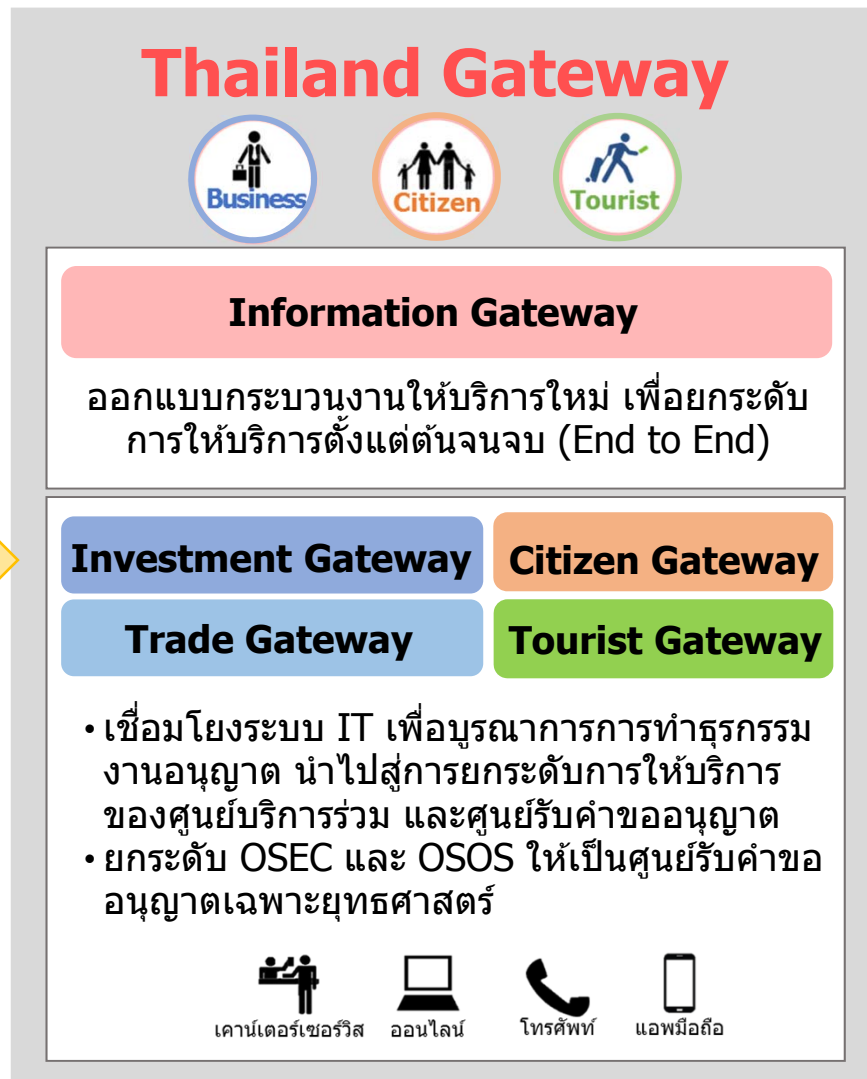 Thailand Gateway
Business
Citizen
Tourist
Information Gateway
ออกแบบกระบวนงานให้บริการใหม่ เพื่อยกระดับ
การให้บริการตั้งแต่ต้นจนจบ (End to End)
Investment Gateway
Citizen Gateway
Trade Gateway
Tourist Gateway
• เชื่อมโยงระบบ IT เพื่อบูรณาการการทำธุรกรรม
งานอนุญาต นำไปสู่การยกระดับการให้บริการ
ของศูนย์บริการร่วม และศูนย์รับคำขออนุญาต
• ยกระดับ OSEC และ OSOS ให้เป็นศูนย์รับคำขอ
อนุญาตเฉพาะยุทธศาสตร์
เคาน์เตอร์เซอร์วิส
ออนไลน์
โทรศัพท์
แอพมือถือ